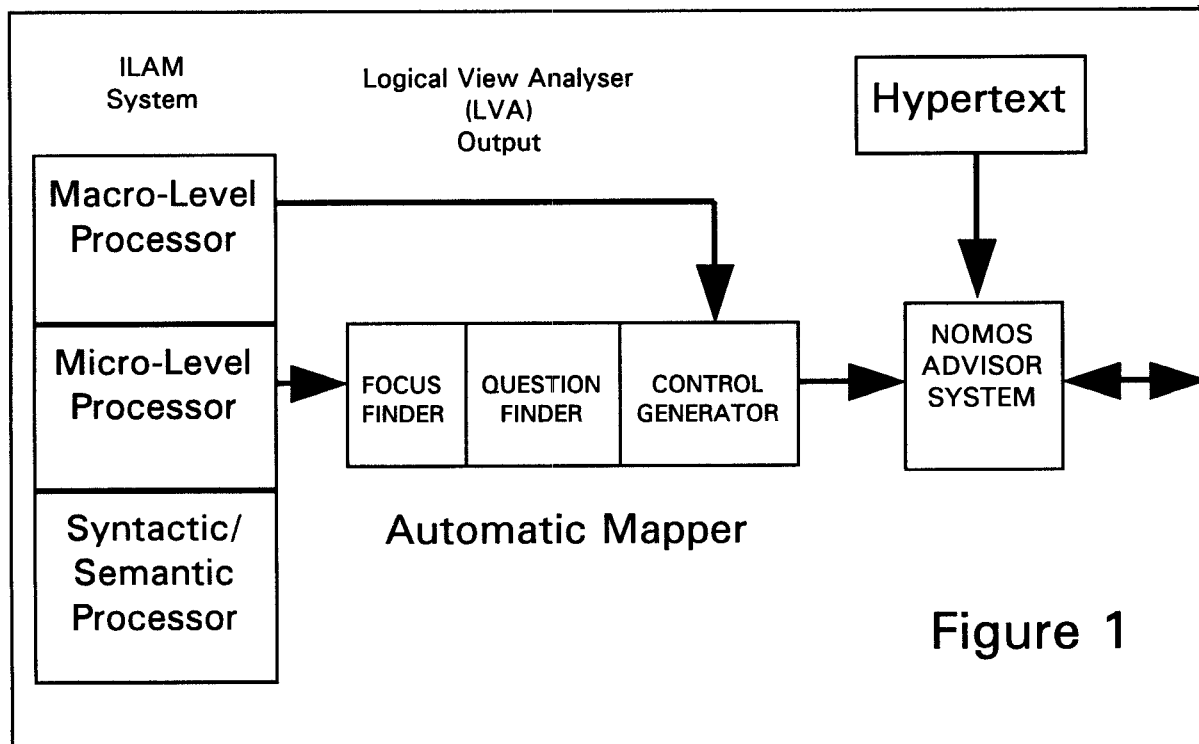 ILAM
System
Logical View Analyser
(LVA)
Output
Hypertext
Macro-Level
Processor
Micro-Level
Processor
Syntactic/
Semantic
Processor
FOCUS
FINDER
QUESTION
FINDER
CONTROL
GENERATOR
NOMOS
ADVISOR
SYSTEM
Automatic Mapper
Figure 1